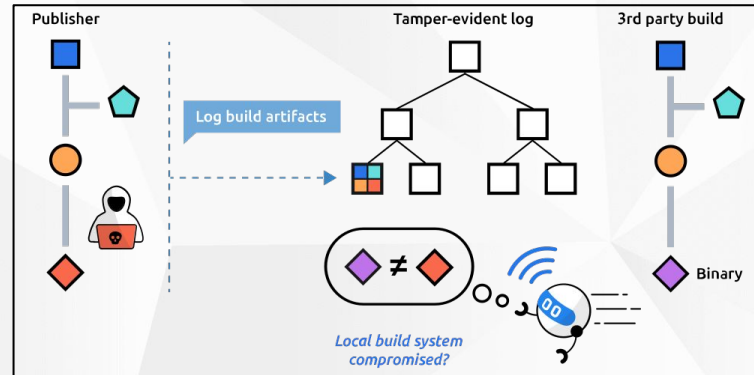 Publisher
Tamper-evident log
3rd party build
Log build artifacts
≠
Binary
Local build system
compromised?